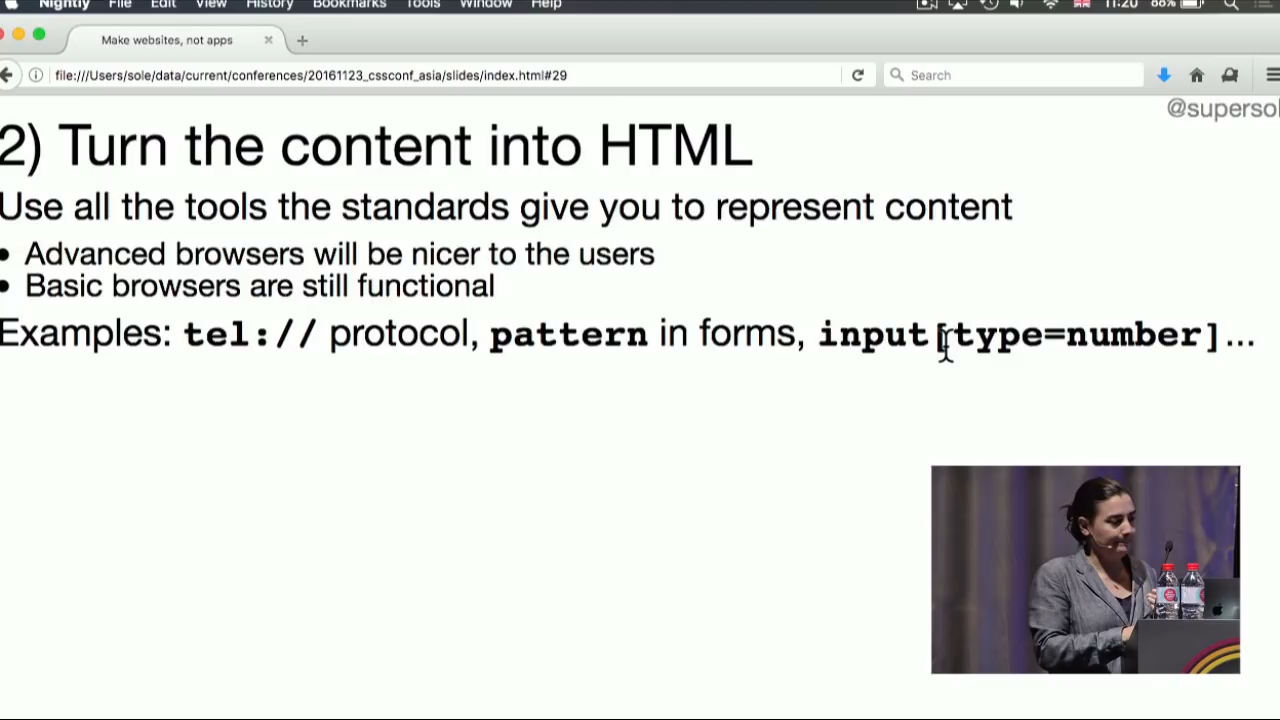 Nightly File Edit View History Bookmarks Tools Window Help 11:20 86%
Make websites, not apps
file:///Users/sole/data/current/conferences/20161123_cssconf_asia/slides/index.html#29
Search
@superso
2) Turn the content into HTML
Use all the tools the standards give you to represent content
• Advanced browsers will be nicer to the users
• Basic browsers are still functional
Examples: tel:// protocol, pattern in forms, input[type=number]...